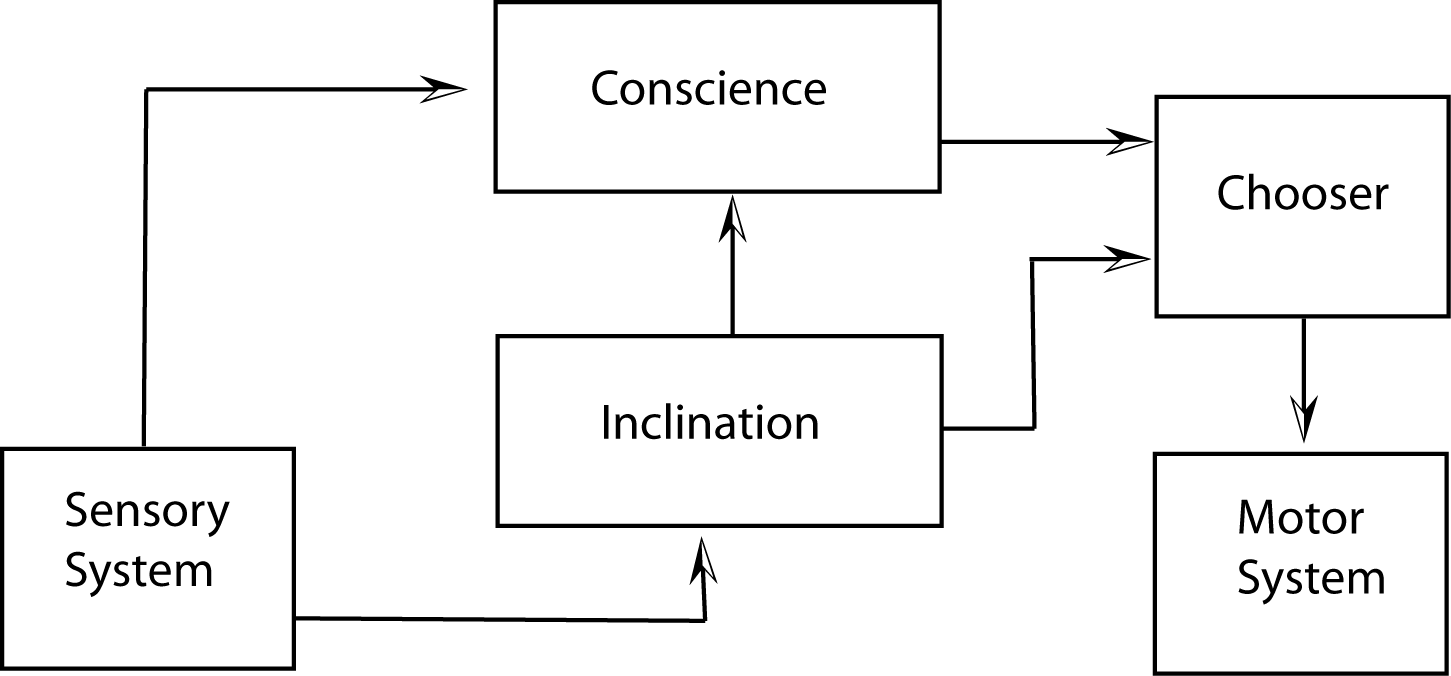 Conscience
Chooser
Inclination
Sensory
System
Motor
System